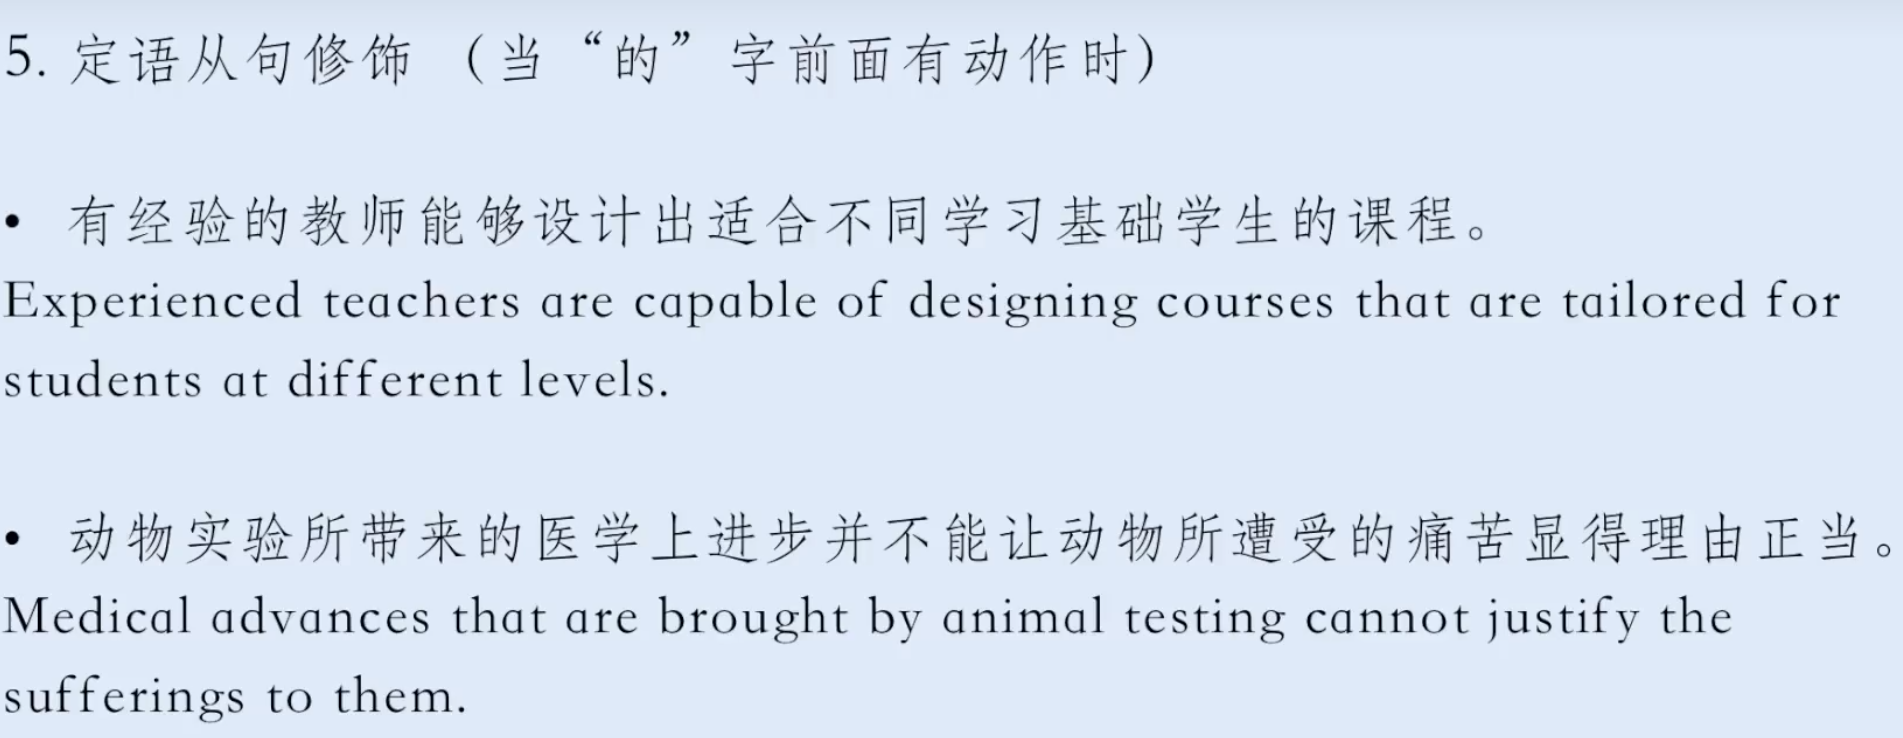 5. 定语从句修饰 （当“的”字前面有动作时）
• 有经验的教师能够设计出适合不同学习基础学生的课程。
Experienced teachers are capable of designing courses that are tailored for
students at different levels.
• 动物实验所带来的医学上进步并不能让动物所遭受的痛苦显得理由正当。
Medical advances that are brought by animal testing cannot justify the
sufferings to them.